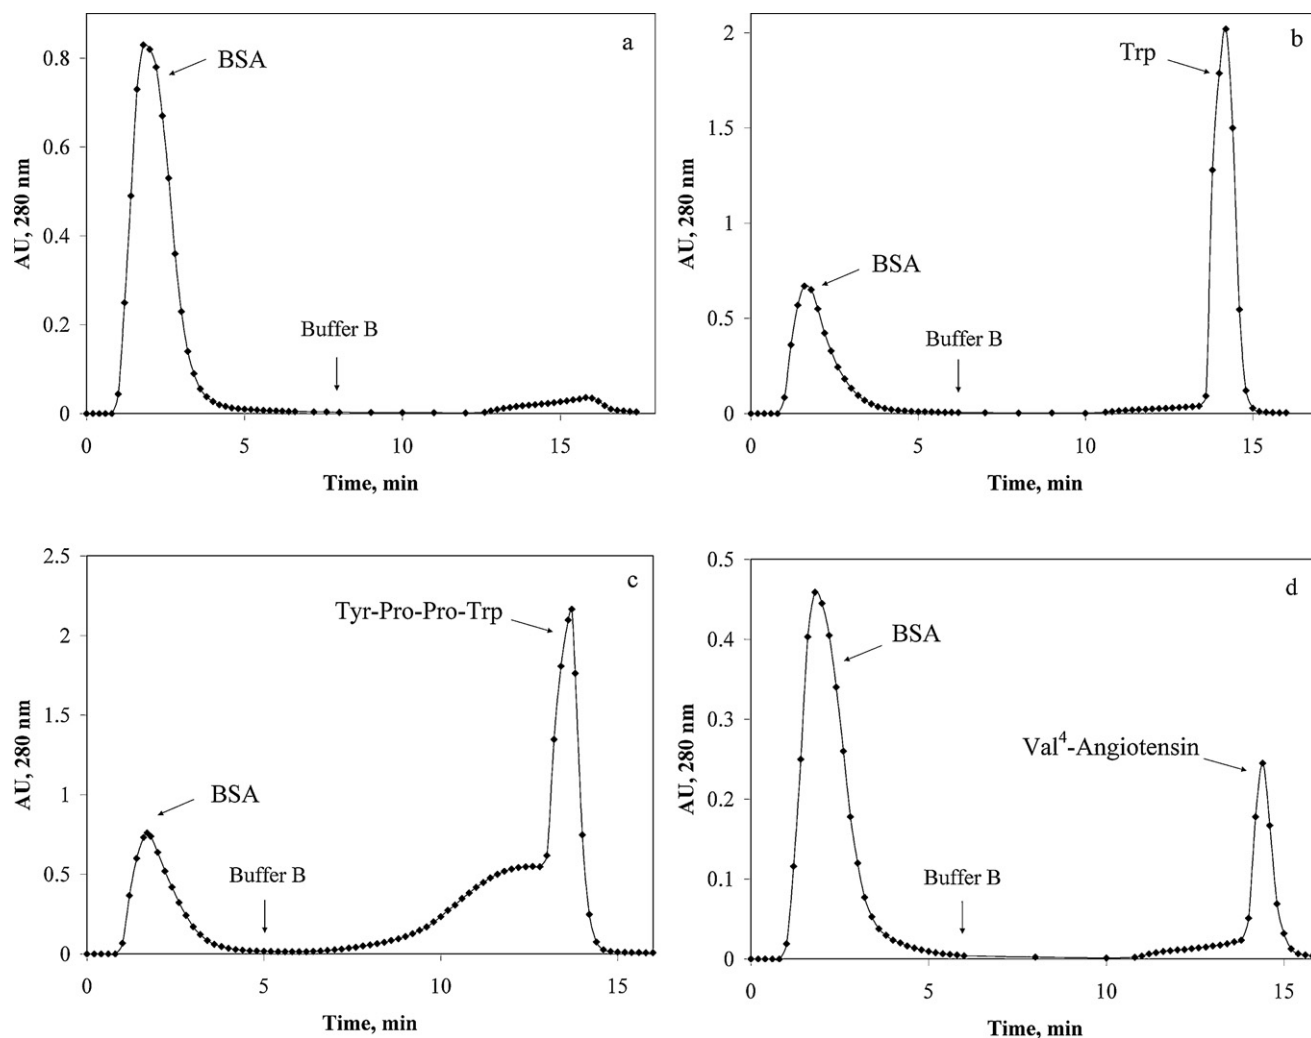 a
0.8
BSA
0.6
AU, 280 nm
0.4
Buffer B
0.2
0
0 5 10 15
Time, min
b
2
Trp
1.5
AU, 280 nm
1
BSA
0.5
Buffer B
0
0 5 10 15
Time, min
c
2.5
Tyr-Pro-Pro-Trp
2
1.5
AU, 280 nm
1
BSA
0.5
Buffer B
0
0 5 10 15
Time, min
d
0.5
BSA
0.4
0.3
Val⁴-Angiotensin
AU, 280 nm
0.2
0.1
Buffer B
0
0 5 10 15
Time, min